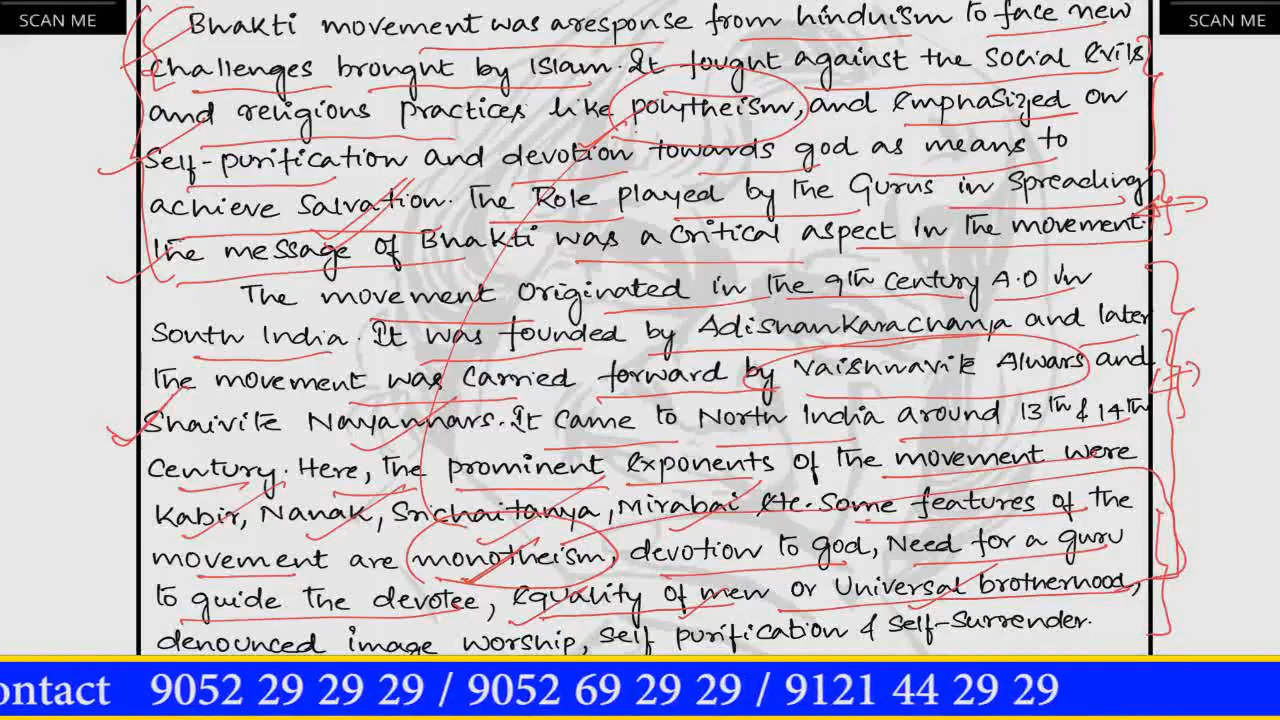 SCAN ME
SCAN ME
Bhakti movement was a response from hinduism to face new
challenges brought by Islam. It fought against the social Evils
and religious practices like polytheism, and Emphasized on
Self-purification and devotion towards god as means to
achieve Salvation. The Role played by the Gurus in Spreading
the message of Bhakti was a critical aspect in the movement.
The movement originated in the 9th Century A.D in
South India. It was founded by Adishankarachanya and later
the movement was carried forward by Vaishnavite Alwars and
Shaivite Nayannars. It came to North India around 13th & 14th
Century. Here, the prominent exponents of the movement were
Kabir, Nanak, Srichaitanya, Mirabai etc. Some features of the
movement are monotheism, devotion to god, Need for a guru
to guide the devotee, Equality of men or Universal brotherhood,
denounced image worship, self purification & Self-Surrender.
ontact 9052 29 29 29 / 9052 69 29 29 / 9121 44 29 29